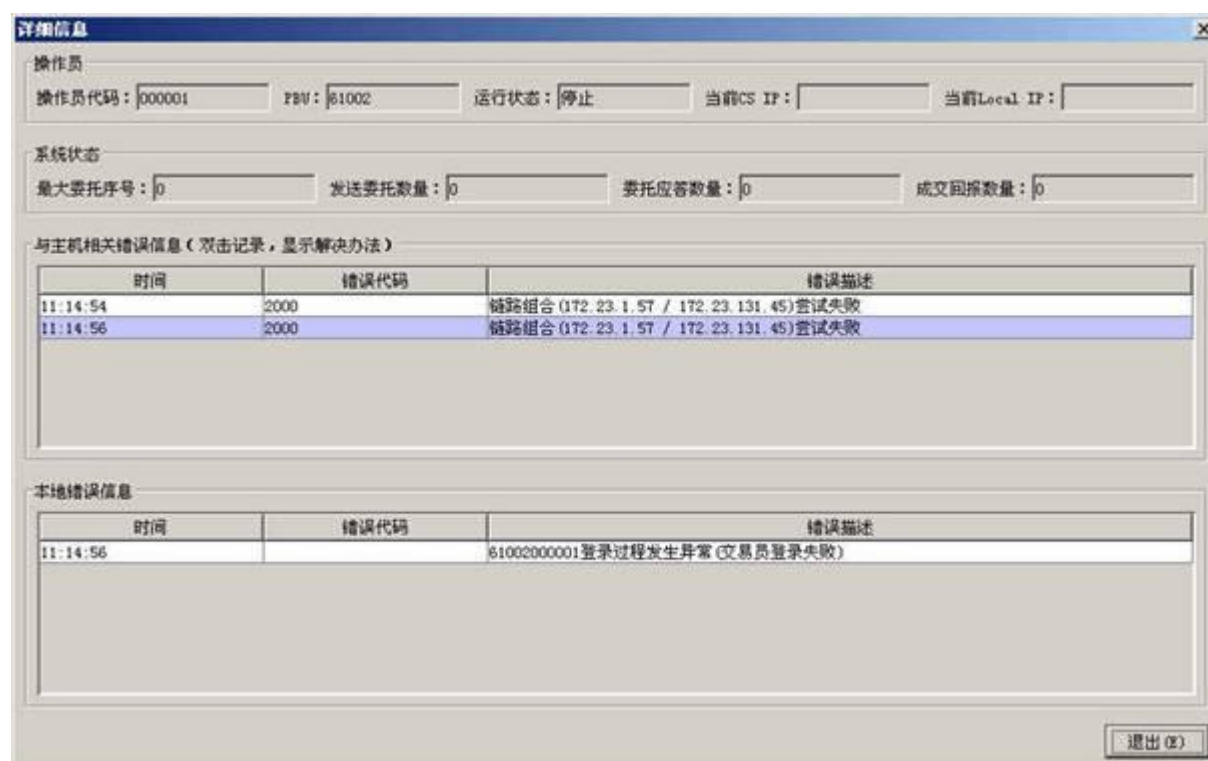 详细信息
操作员
操作员代码：000001 PBU：61002 运行状态：停止 当前CS IP： 当前Local IP：
系统状态
最大委托序号：0 发送委托数量：0 委托应答数量：0 成交回报数量：0
与主机相关错误信息(双击记录，显示解决办法)
时间 错误代码 错误描述
11:14:54 2000 链路组合(172.23.1.57 / 172.23.131.45)尝试失败
11:14:56 2000 链路组合(172.23.1.57 / 172.23.131.45)尝试失败
本地错误信息
时间 错误代码 错误描述
11:14:56 61002000001登录过程发生异常(交易员登录失败)
退出(E)